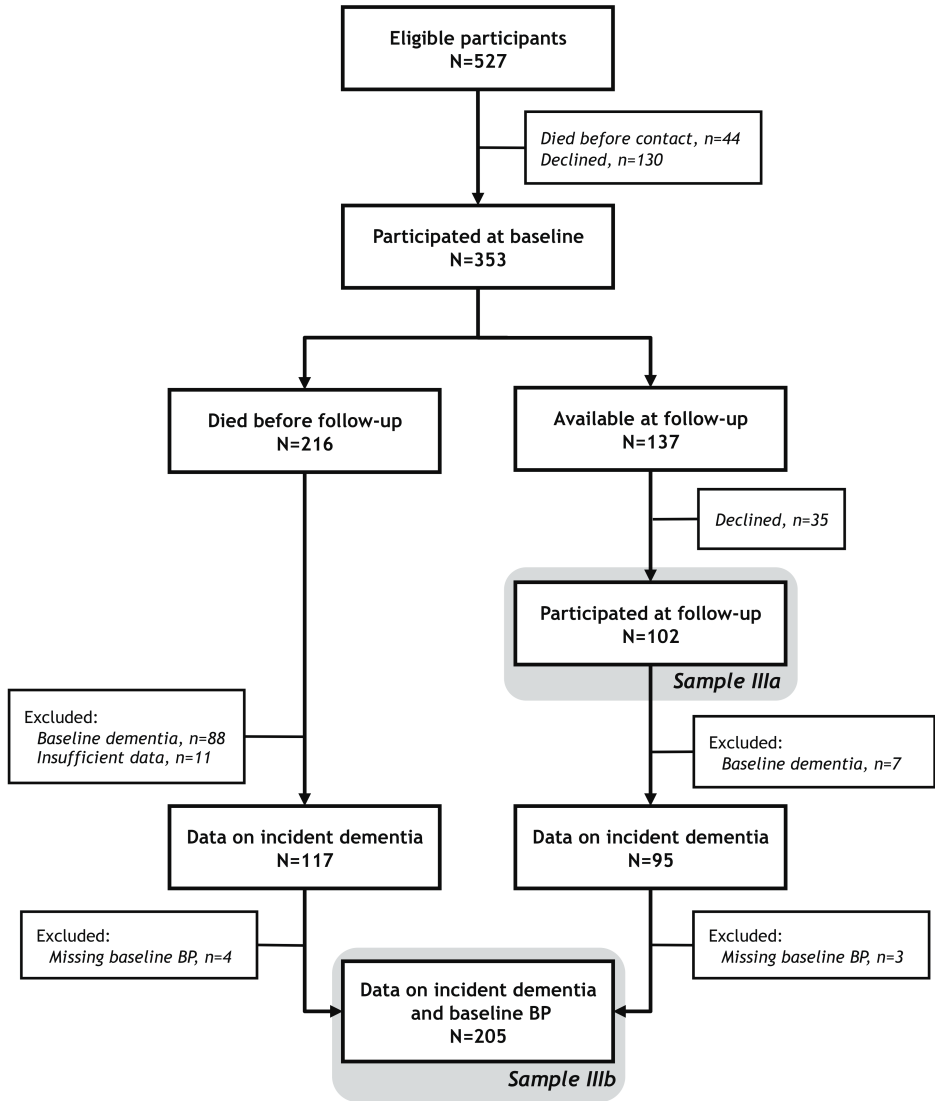 Eligible participants
N=527
Died before contact, n=44
Declined, n=130
Participated at baseline
N=353
Died before follow-up
N=216
Available at follow-up
N=137
Declined, n=35
Participated at follow-up
N=102
Sample IIIa
Excluded:
Baseline dementia, n=88
Insufficient data, n=11
Excluded:
Baseline dementia, n=7
Data on incident dementia
N=117
Data on incident dementia
N=95
Excluded:
Missing baseline BP, n=4
Excluded:
Missing baseline BP, n=3
Data on incident dementia
and baseline BP
N=205
Sample IIIb